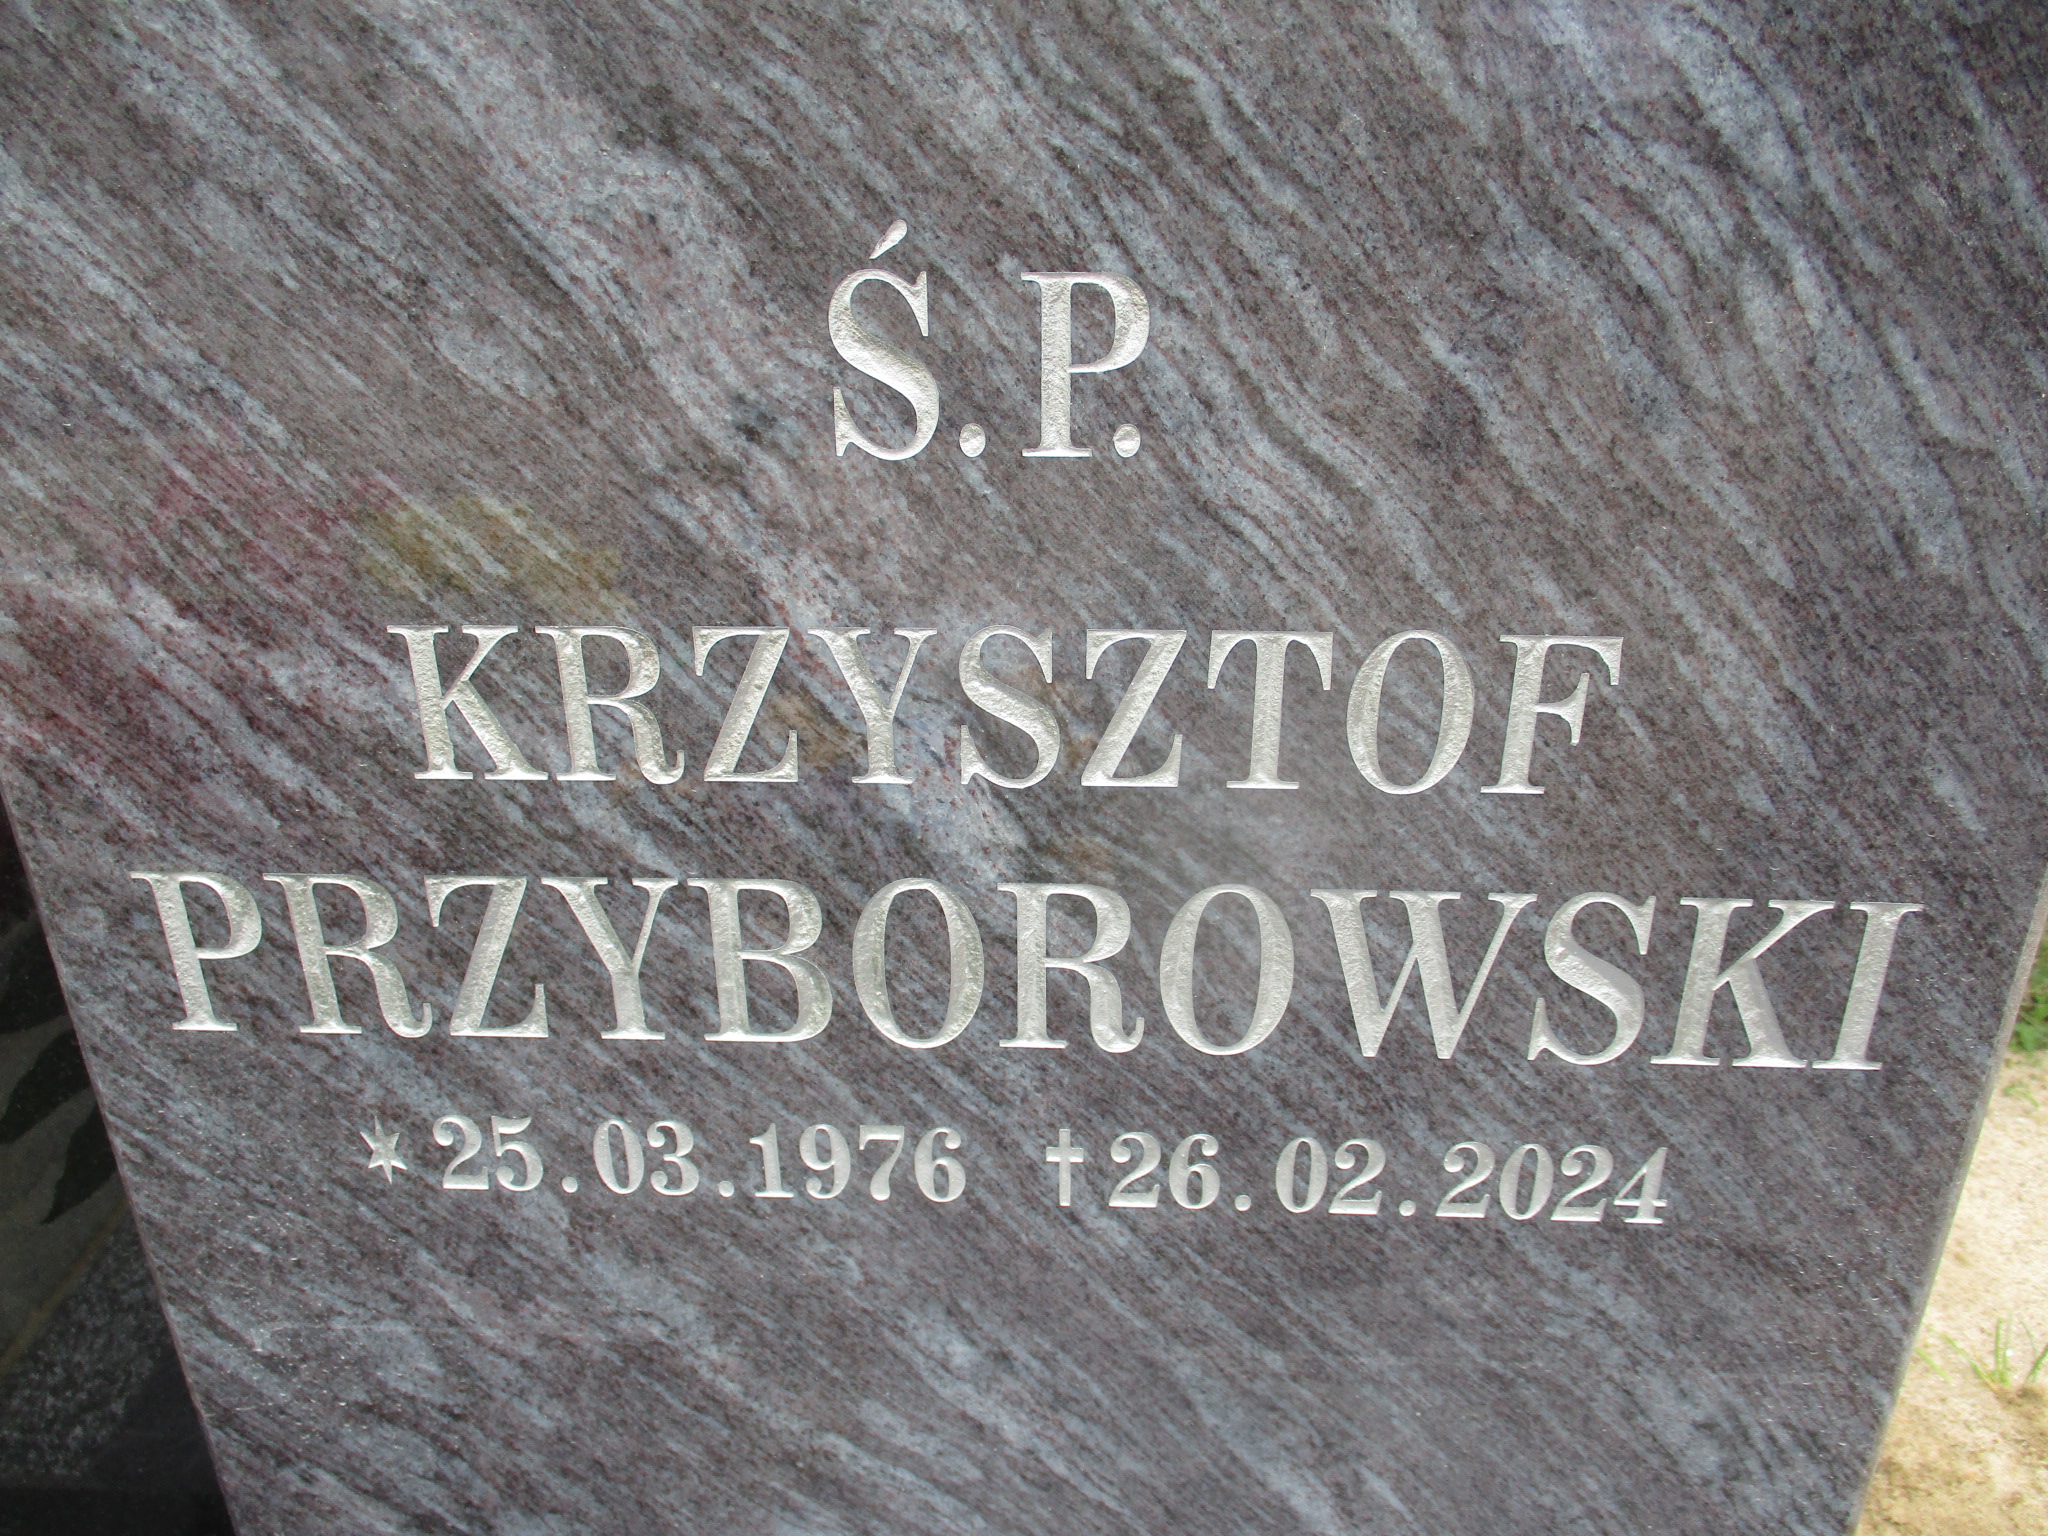 Ś.P.
KRZYSZTOF
PRZYBOROWSKI
* 25.03.1976 † 26.02.2024